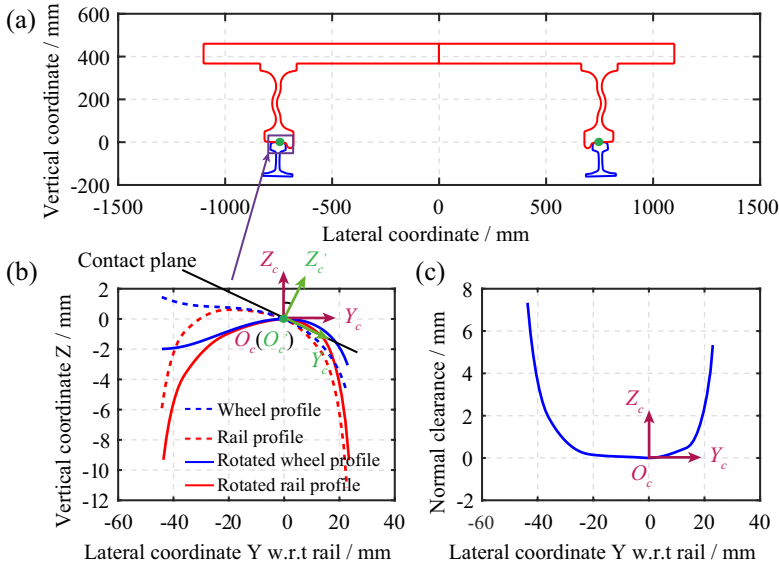 (a)
Vertical coordinate / mm
600
400
200
0
-200
-1500
-1000
-500
0
500
1000
1500
Lateral coordinate / mm
(b)
Contact plane
Z_c
Z_c'
Y_c
O_c(O_c')
Y_c'
Vertical coordinate Z / mm
2
0
-2
-4
-6
-8
-10
-12
Wheel profile
Rail profile
Rotated wheel profile
Rotated rail profile
-60
-40
-20
0
20
40
Lateral coordinate Y w.r.t rail / mm
(c)
Normal clearance / mm
8
6
4
2
0
-2
Z_c
Y_c
O_c
-60
-40
-20
0
20
40
Lateral coordinate Y w.r.t rail / mm